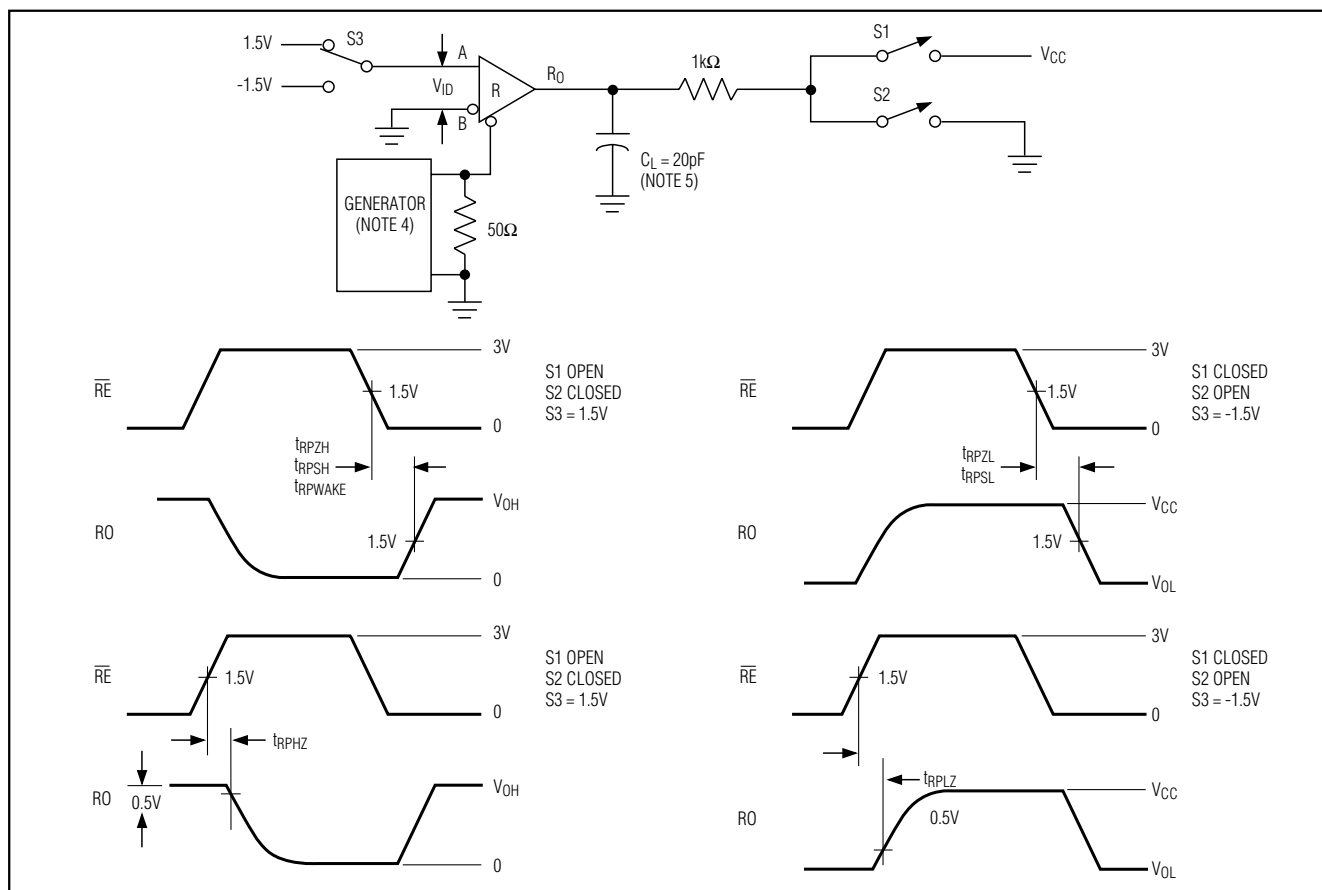 1.5V
S3
-1.5V
A
VID
B
R
RO
1kΩ
S1
VCC
S2
CL = 20pF
(NOTE 5)
GENERATOR
(NOTE 4)
50Ω
RE
3V
1.5V
0
S1 OPEN
S2 CLOSED
S3 = 1.5V
tRPZH
tRPSH
tRPWAKE
RO
VOH
1.5V
0
RE
3V
1.5V
0
S1 CLOSED
S2 OPEN
S3 = -1.5V
tRPZL
tRPSL
RO
VCC
1.5V
VOL
RE
3V
1.5V
0
S1 OPEN
S2 CLOSED
S3 = 1.5V
tRPHZ
RO
0.5V
VOH
0
RE
3V
1.5V
0
S1 CLOSED
S2 OPEN
S3 = -1.5V
tRPLZ
RO
0.5V
VCC
VOL